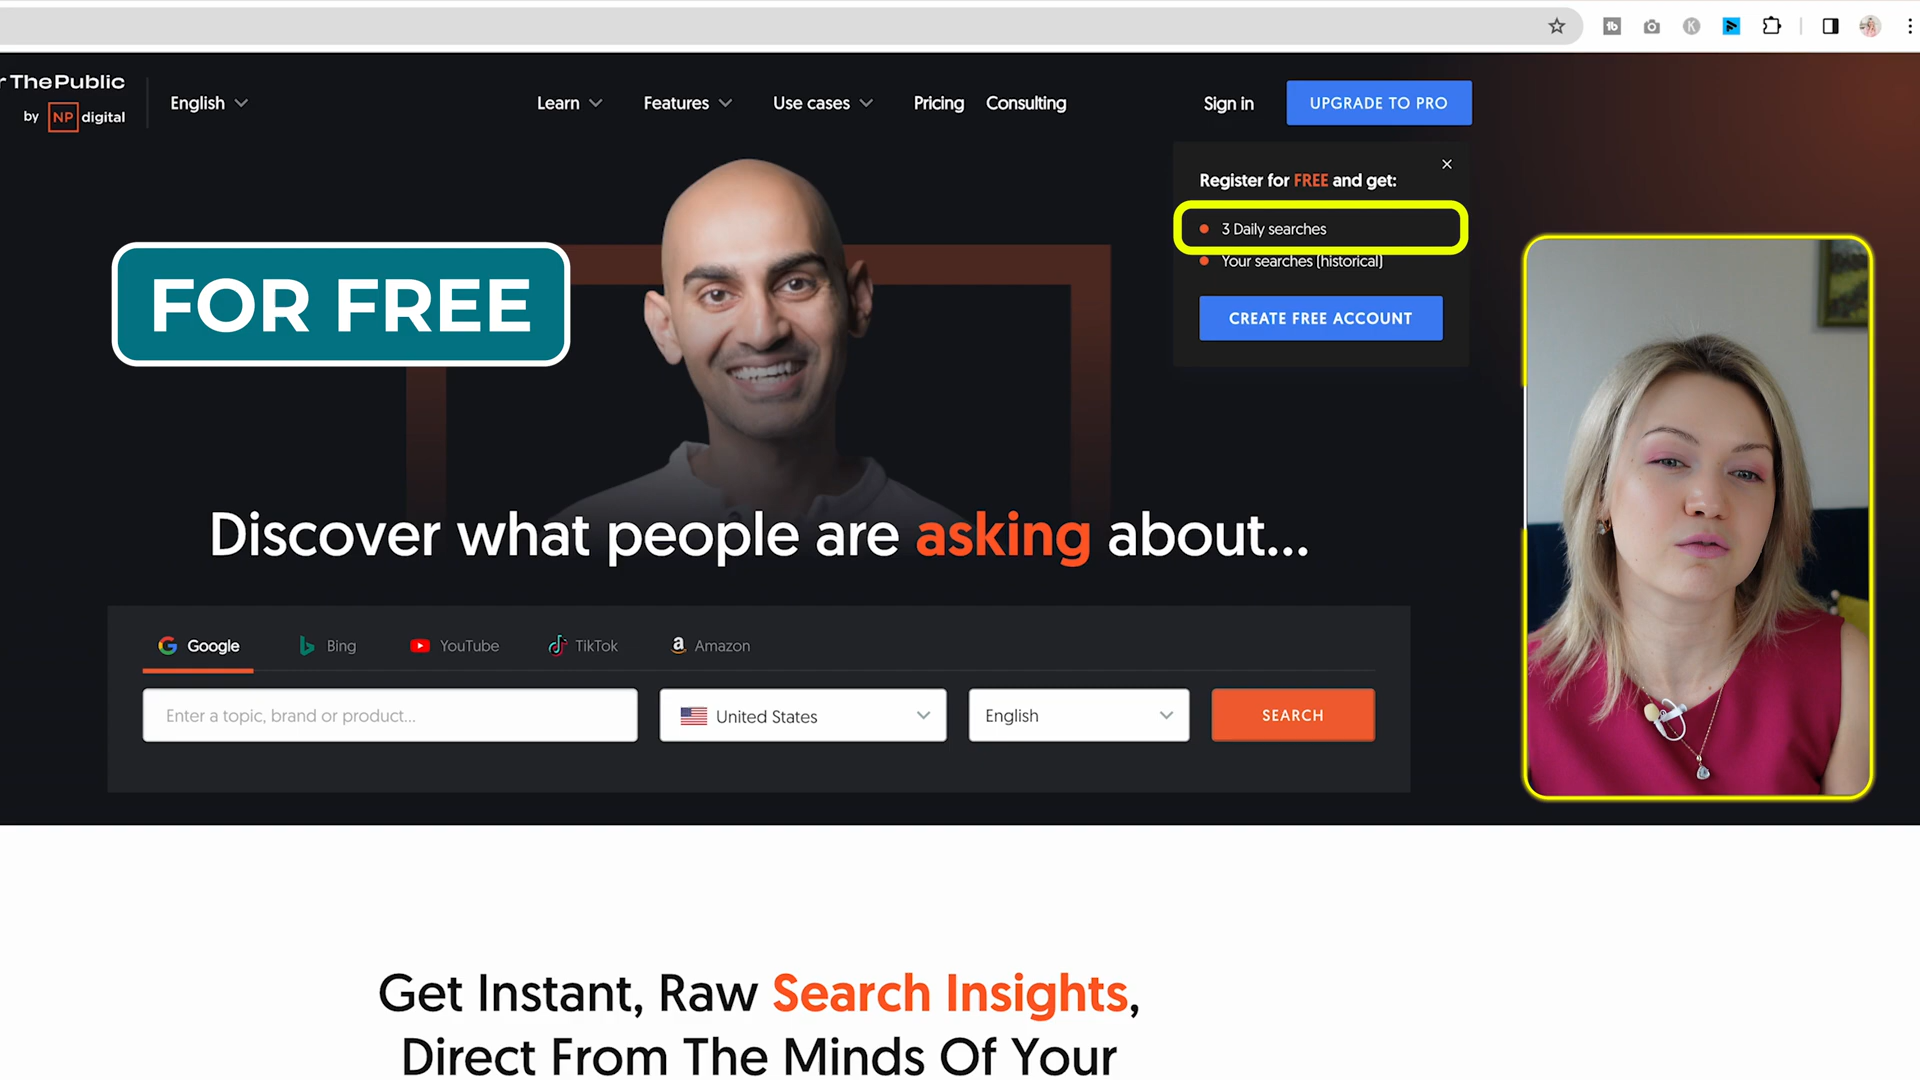 r ThePublic
by NP digital
English
Learn
Features
Use cases
Pricing
Consulting
Sign in
UPGRADE TO PRO
Register for FREE and get:
3 Daily searches
Your searches (historical)
CREATE FREE ACCOUNT
FOR FREE
Discover what people are asking about...
Google
Bing
YouTube
TikTok
Amazon
Enter a topic, brand or product...
United States
English
SEARCH
Get Instant, Raw Search Insights,
Direct From The Minds Of Your